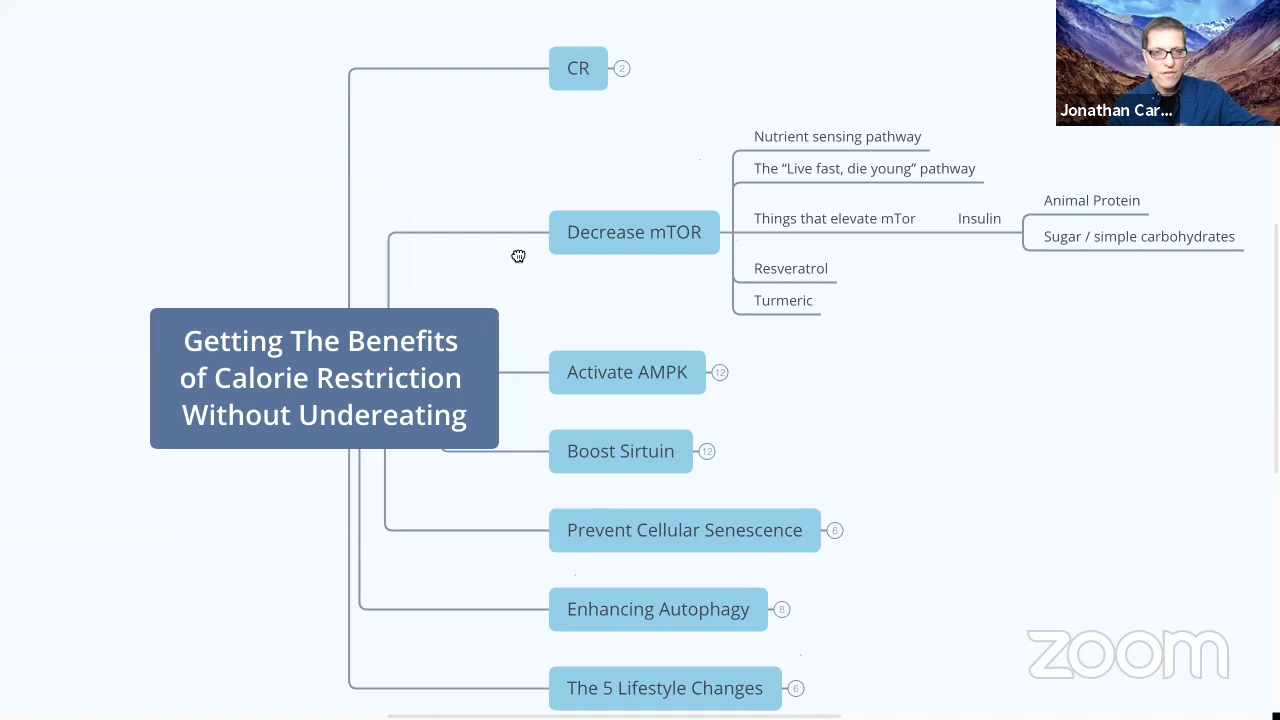 CR
2
Jonathan Car...
Nutrient sensing pathway
The “Live fast, die young” pathway
Animal Protein
Things that elevate mTor
Insulin
Decrease mTOR
Sugar / simple carbohydrates
Resveratrol
Turmeric
Getting The Benefits
of Calorie Restriction
Without Undereating
Activate AMPK
12
Boost Sirtuin
12
Prevent Cellular Senescence
6
Enhancing Autophagy
8
The 5 Lifestyle Changes
6
zoom